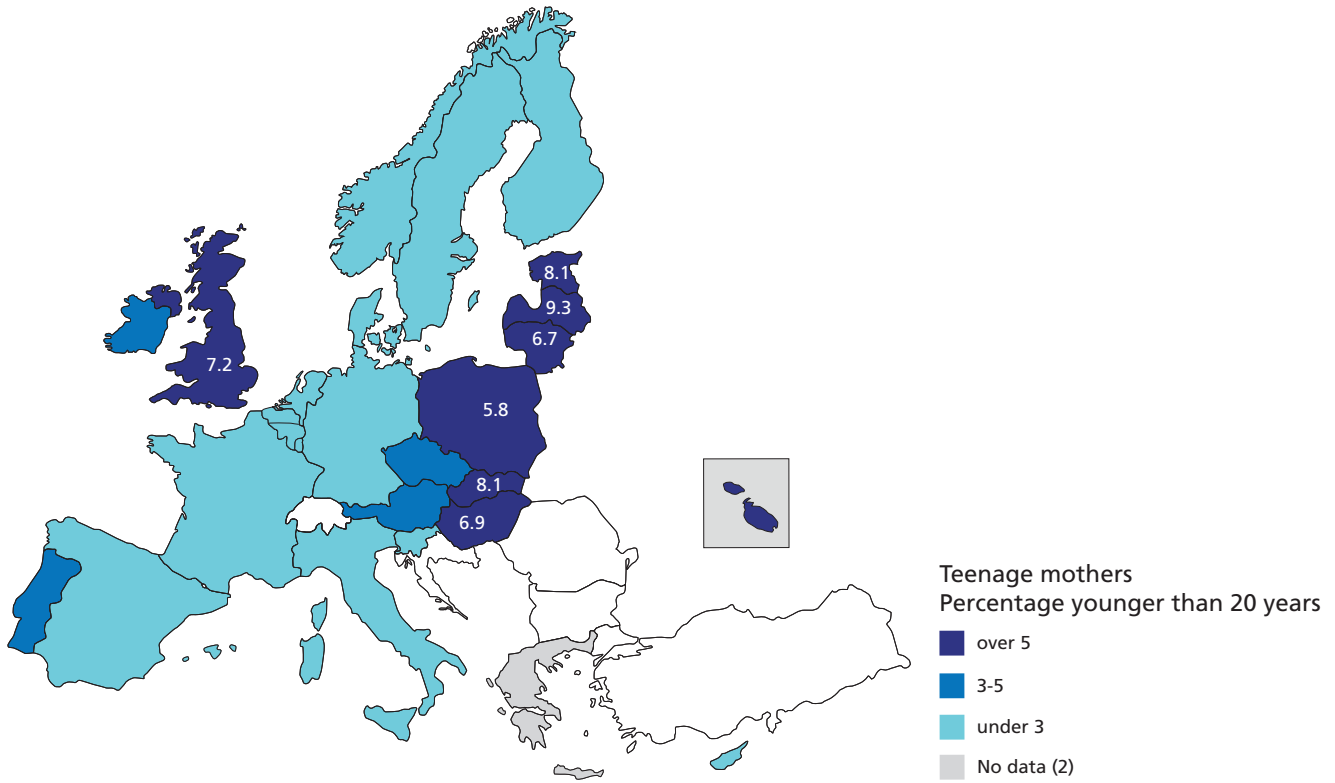 8.1
9.3
6.7
7.2
5.8
8.1
6.9
Teenage mothers
Percentage younger than 20 years
over 5
3-5
under 3
No data (2)